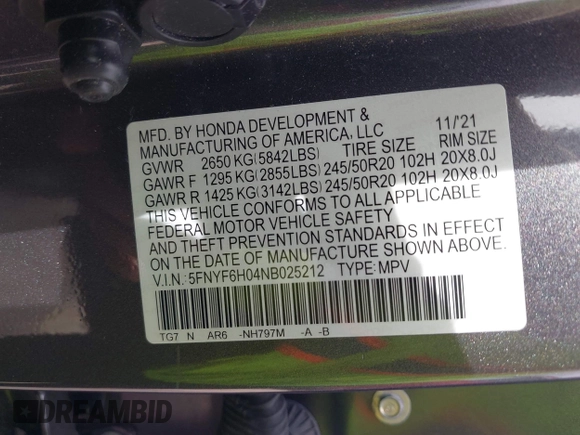 MFD. BY HONDA DEVELOPMENT & 11/'21
MANUFACTURING OF AMERICA, LLC TIRE SIZE RIM SIZE
GVWR 2650 KG(5842LBS)
GAWR F 1295 KG(2855LBS) 245/50R20 102H 20X8.0J
GAWR R 1425 KG(3142LBS) 245/50R20 102H 20X8.0J
THIS VEHICLE CONFORMS TO ALL APPLICABLE
FEDERAL MOTOR VEHICLE SAFETY
AND THEFT PREVENTION STANDARDS IN EFFECT
ON THE DATE OF MANUFACTURE SHOWN ABOVE.
V.I.N.: 5FNYF6H04NB025212 TYPE: MPV
TG7 N AR6 -NH797M -A -B
DREAMBID